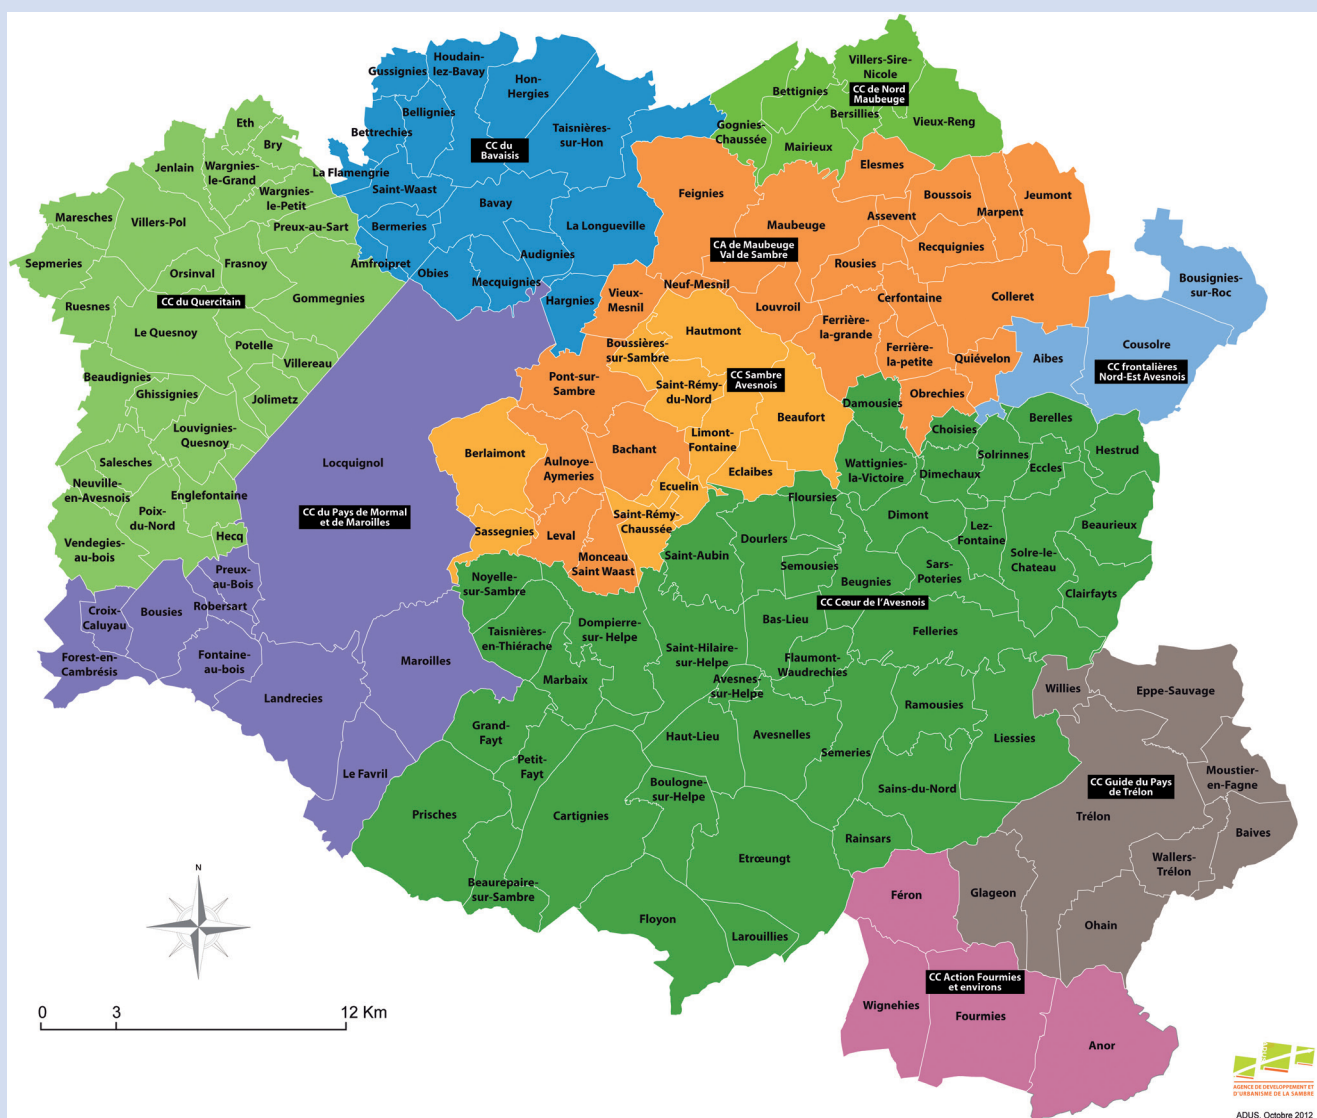 Villers-Sire-
Nicole
CC de Nord
Maubeuge
Bettignies
Bersillies
Vieux-Reng
Gognies-
Chaussée
Mairieux
Gussignies
Houdain-
lez-Bavay
Hon-
Hergies
Bellignies
Bettrechies
Taisnières-
sur-Hon
CC du
Bavaisis
La Flamengrie
Saint-Waast
Bavay
Bermeries
La Longueville
Audignies
Amfroipret
Obies
Mecquignies
Hargnies
Eth
Bry
Jenlain
Wargnies-
le-Grand
Wargnies-
le-Petit
Maresches
Villers-Pol
Preux-au-Sart
Sepmeries
Orsinval
Frasnoy
CC du Quercitain
Ruesnes
Gommegnies
Le Quesnoy
Potelle
Villereau
Beaudignies
Ghissignies
Jolimetz
Louvignies-
Quesnoy
Salesches
Neuville-
en-Avesnois
Englefontaine
Poix-
du-Nord
Vendegies-
au-bois
Hecq
Elesmes
Feignies
Boussois
Jeumont
Maubeuge
Assevent
Marpent
CA de Maubeuge
Val de Sambre
Recquignies
Rousies
Neuf-Mesnil
Vieux-
Mesnil
Louvroil
Cerfontaine
Colleret
Ferrière-
la-grande
Ferrière-
la-petite
Quiévelon
Obrechies
Pont-sur-
Sambre
Bachant
Aulnoye-
Aymeries
Leval
Monceau
Saint Waast
Hautmont
Boussières-
sur-Sambre
CC Sambre
Avesnois
Saint-Rémy-
du-Nord
Beaufort
Limont-
Fontaine
Eclaibes
Berlaimont
Ecuelin
Saint-Rémy-
Chaussée
Sassegnies
Bousignies-
sur-Roc
Cousolre
Aibes
CC frontalières
Nord-Est Avesnois
Locquignol
CC du Pays de Mormal
et de Maroilles
Preux-
au-Bois
Croix-
Caluyau
Bousies
Robersart
Forest-en-
Cambrésis
Fontaine-
au-bois
Maroilles
Landrecies
Le Favril
Damousies
Choisies
Berelles
Wattignies-
la-Victoire
Dimechaux
Solrinnes
Eccles
Hestrud
Floursies
Dimont
Lez-
Fontaine
Beaurieux
Dourlers
Saint-Aubin
Semousies
Beugnies
Sars-
Poteries
Solre-le-
Chateau
Clairfayts
Noyelle-
sur-Sambre
CC Cœur de l'Avesnois
Bas-Lieu
Felleries
Taisnières-
en-Thiérache
Dompierre-
sur-Helpe
Saint-Hilaire-
sur-Helpe
Flaumont-
Waudrechies
Marbaix
Avesnes-
sur-Helpe
Ramousies
Grand-
Fayt
Haut-Lieu
Avesnelles
Semeries
Liessies
Petit-
Fayt
Boulogne-
sur-Helpe
Sains-du-Nord
Prisches
Cartignies
Rainsars
Etrœungt
Beaurepaire-
sur-Sambre
Floyon
Larouillies
Willies
Eppe-Sauvage
Moustier-
en-Fagne
CC Guide du Pays
de Trélon
Trélon
Baives
Wallers-
Trélon
Glageon
Ohain
Féron
CC Action Fourmies
et environs
Wignehies
Fourmies
Anor
N
0 3 12 Km
AGENCE DE DEVELOPPEMENT ET
D'URBANISME DE LA SAMBRE
ADUS, Octobre 2012